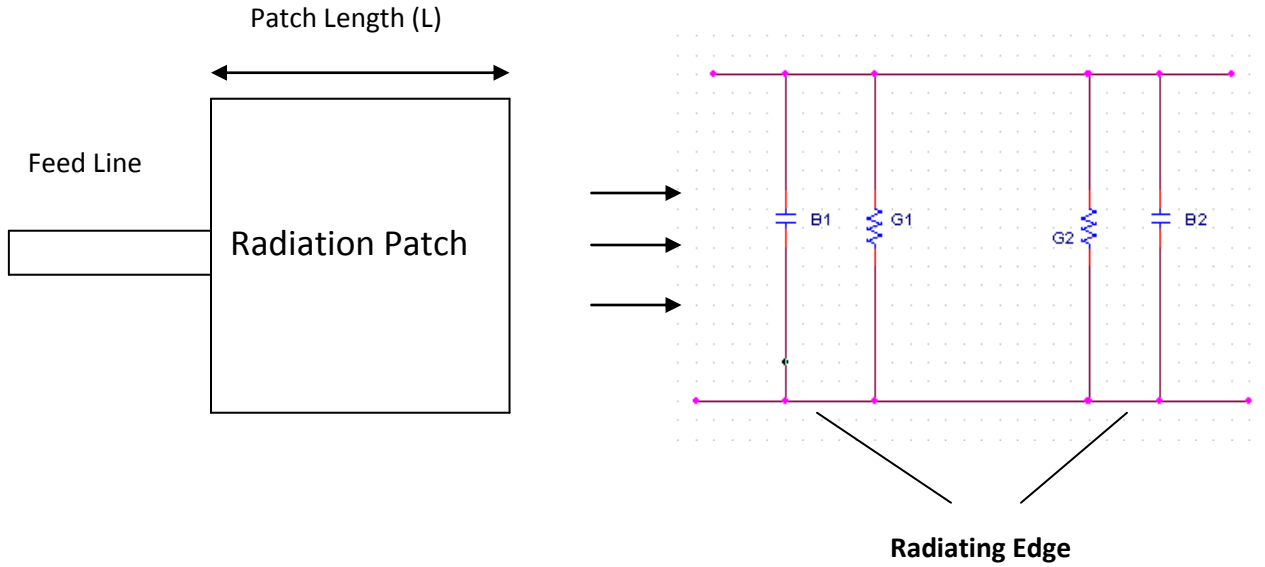 Patch Length (L)
Feed Line
Radiation Patch
B1
G1
G2
B2
Radiating Edge